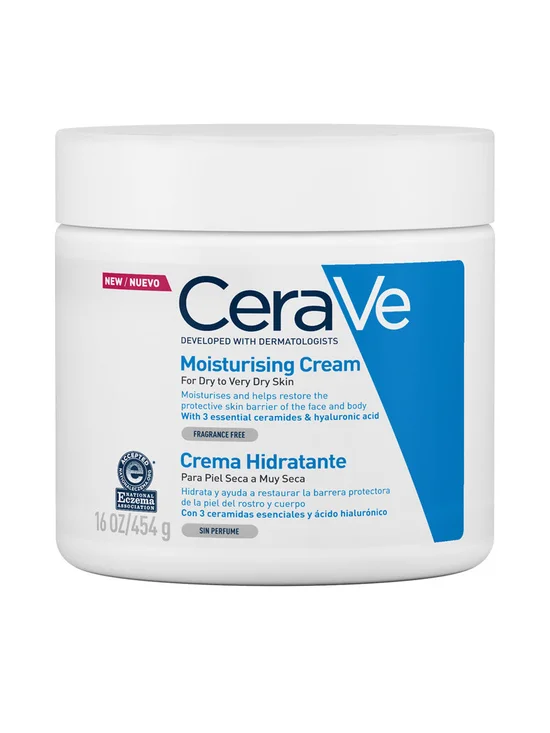 NEW / NUEVO
CeraVe
DEVELOPED WITH DERMATOLOGISTS
Moisturising Cream
For Dry to Very Dry Skin
Moisturises and helps restore the
protective skin barrier of the face and body
With 3 essential ceramides & hyaluronic acid
FRAGRANCE FREE
Crema Hidratante
Para Piel Seca a Muy Seca
Hidrata y ayuda a restaurar la barrera protectora
de la piel del rostro y cuerpo
Con 3 ceramidas esenciales y ácido hialurónico
SIN PERFUME
ACCEPTED
NATIONALECZEMA.ORG
e
NATIONAL
Eczema
ASSOCIATION
16 OZ/454 g